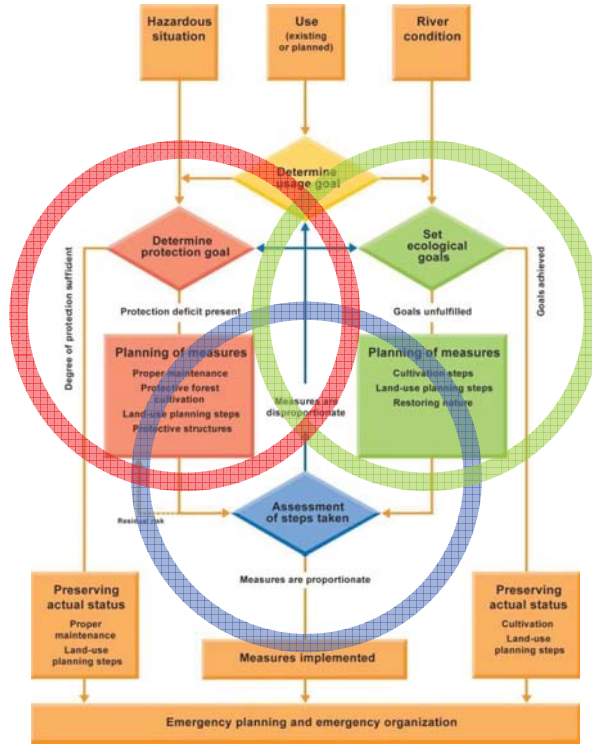 Hazardous
situation
Use
(existing
or planned)
River
condition
Determine
usage goal
Determine
protection goal
Set
ecological
goals
Degree of protection sufficient
Goals achieved
Protection deficit present
Goals unfulfilled
Planning of measures
Proper maintenance
Protective forest
cultivation
Land-use planning steps
Protective structures
Planning of measures
Cultivation steps
Land-use planning steps
Restoring nature
Measures are
disproportionate
Assessment
of steps taken
Residual risk
Measures are proportionate
Preserving
actual status
Proper
maintenance
Land-use
planning steps
Measures implemented
Preserving
actual status
Cultivation
Land-use
planning steps
Emergency planning and emergency organization